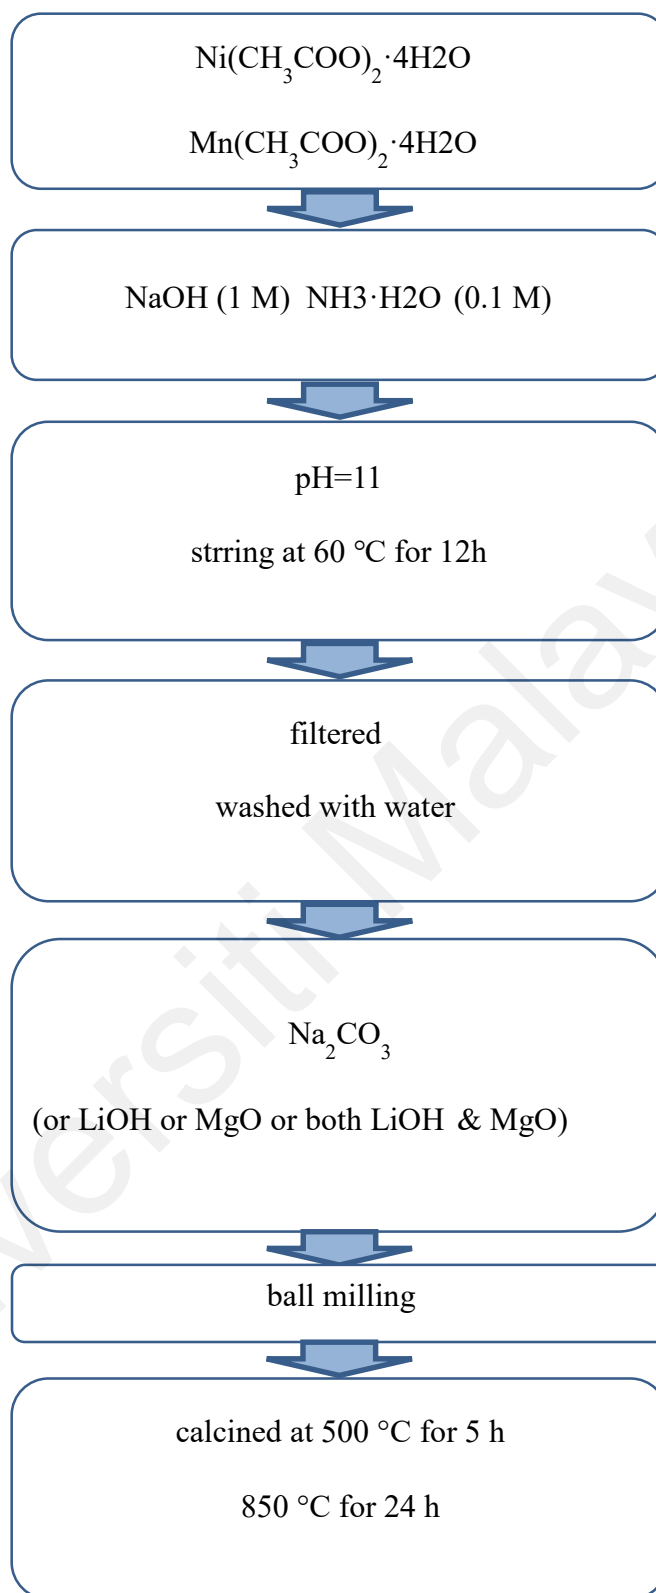 Ni(CH₃COO)₂·4H2O
Mn(CH₃COO)₂·4H2O
NaOH (1 M) NH3·H2O (0.1 M)
pH=11
strring at 60 °C for 12h
filtered
washed with water
Na₂CO₃
(or LiOH or MgO or both LiOH & MgO)
ball milling
calcined at 500 °C for 5 h
850 °C for 24 h